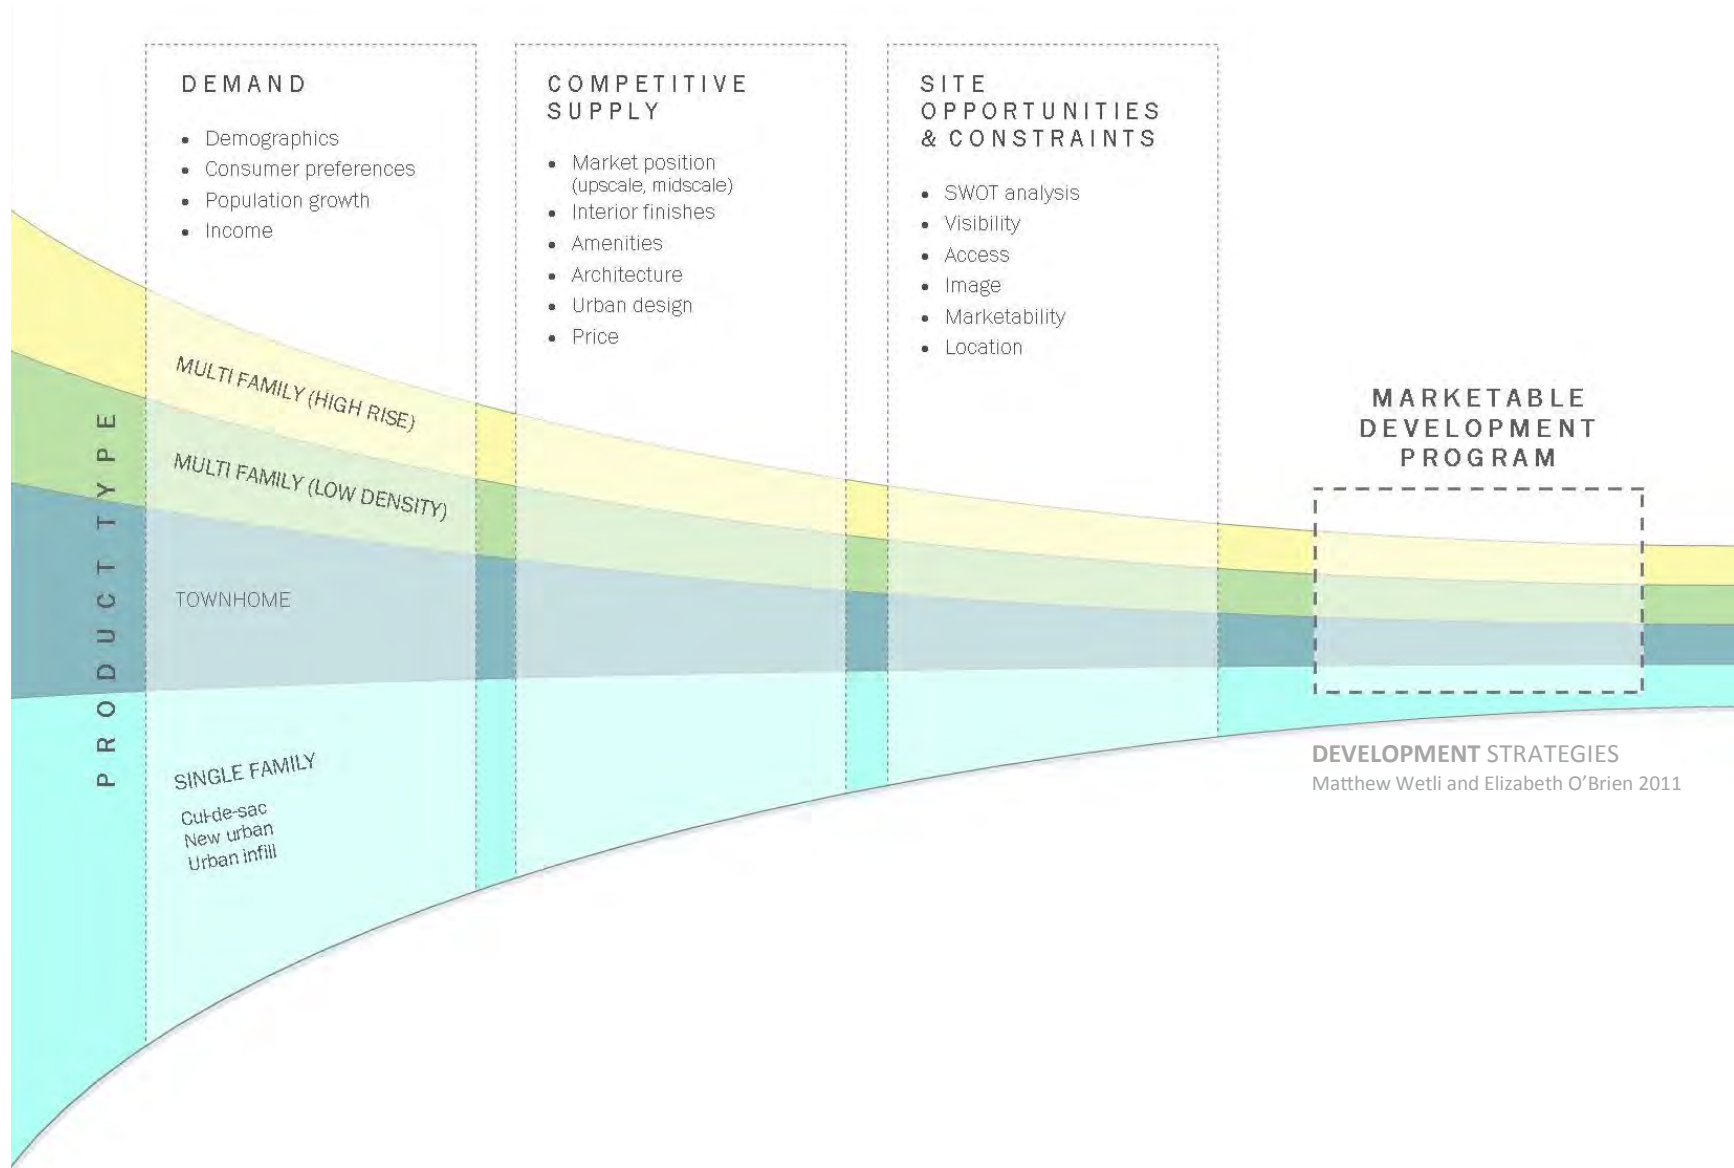 DEMAND
• Demographics
• Consumer preferences
• Population growth
• Income
COMPETITIVE
SUPPLY
• Market position
(upscale, midscale)
• Interior finishes
• Amenities
• Architecture
• Urban design
• Price
SITE
OPPORTUNITIES
& CONSTRAINTS
• SWOT analysis
• Visibility
• Access
• Image
• Marketability
• Location
PRODUCT TYPE
MULTI FAMILY (HIGH RISE)
MULTI FAMILY (LOW DENSITY)
TOWNHOME
SINGLE FAMILY
Cul-de-sac
New urban
Urban infill
MARKETABLE
DEVELOPMENT
PROGRAM
DEVELOPMENT STRATEGIES
Matthew Wetli and Elizabeth O’Brien 2011